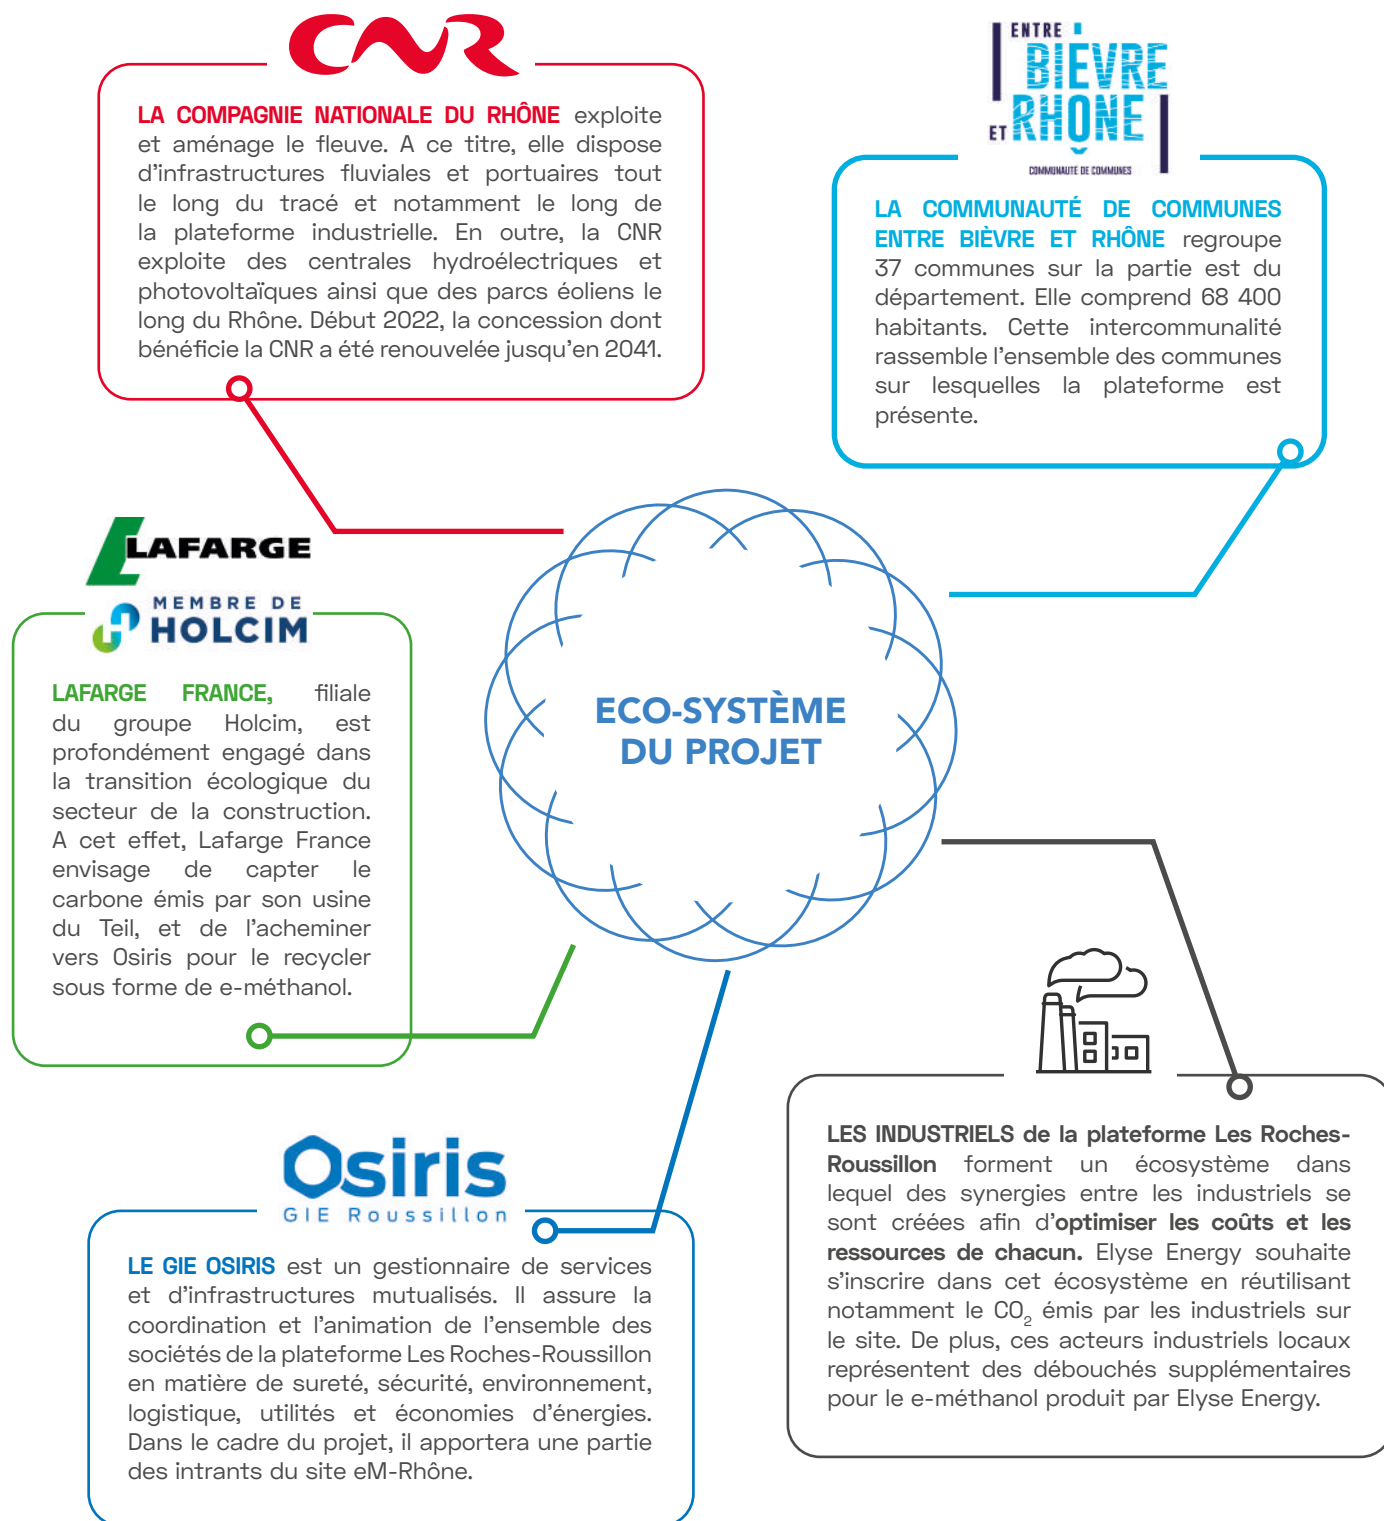 CNR
LA COMPAGNIE NATIONALE DU RHÔNE exploite
et aménage le fleuve. A ce titre, elle dispose
d'infrastructures fluviales et portuaires tout
le long du tracé et notamment le long de
la plateforme industrielle. En outre, la CNR
exploite des centrales hydroélectriques et
photovoltaïques ainsi que des parcs éoliens le
long du Rhône. Début 2022, la concession dont
bénéficie la CNR a été renouvelée jusqu'en 2041.
ENTRE
BIÈVRE
ET RHÔNE
COMMUNAUTÉ DE COMMUNES
LA COMMUNAUTÉ DE COMMUNES
ENTRE BIÈVRE ET RHÔNE regroupe
37 communes sur la partie est du
département. Elle comprend 68 400
habitants. Cette intercommunalité
rassemble l'ensemble des communes
sur lesquelles la plateforme est
présente.
LAFARGE
MEMBRE DE
HOLCIM
LAFARGE FRANCE, filiale
du groupe Holcim, est
profondément engagé dans
la transition écologique du
secteur de la construction.
A cet effet, Lafarge France
envisage de capter le
carbone émis par son usine
du Teil, et de l'acheminer
vers Osiris pour le recycler
sous forme de e-méthanol.
ECO-SYSTÈME
DU PROJET
Osiris
GIE Roussillon
LE GIE OSIRIS est un gestionnaire de services
et d'infrastructures mutualisés. Il assure la
coordination et l'animation de l'ensemble des
sociétés de la plateforme Les Roches-Roussillon
en matière de sureté, sécurité, environnement,
logistique, utilités et économies d'énergies.
Dans le cadre du projet, il apportera une partie
des intrants du site eM-Rhône.
LES INDUSTRIELS de la plateforme Les Roches-
Roussillon forment un écosystème dans
lequel des synergies entre les industriels se
sont créées afin d'optimiser les coûts et les
ressources de chacun. Elyse Energy souhaite
s'inscrire dans cet écosystème en réutilisant
notamment le CO₂ émis par les industriels sur
le site. De plus, ces acteurs industriels locaux
représentent des débouchés supplémentaires
pour le e-méthanol produit par Elyse Energy.